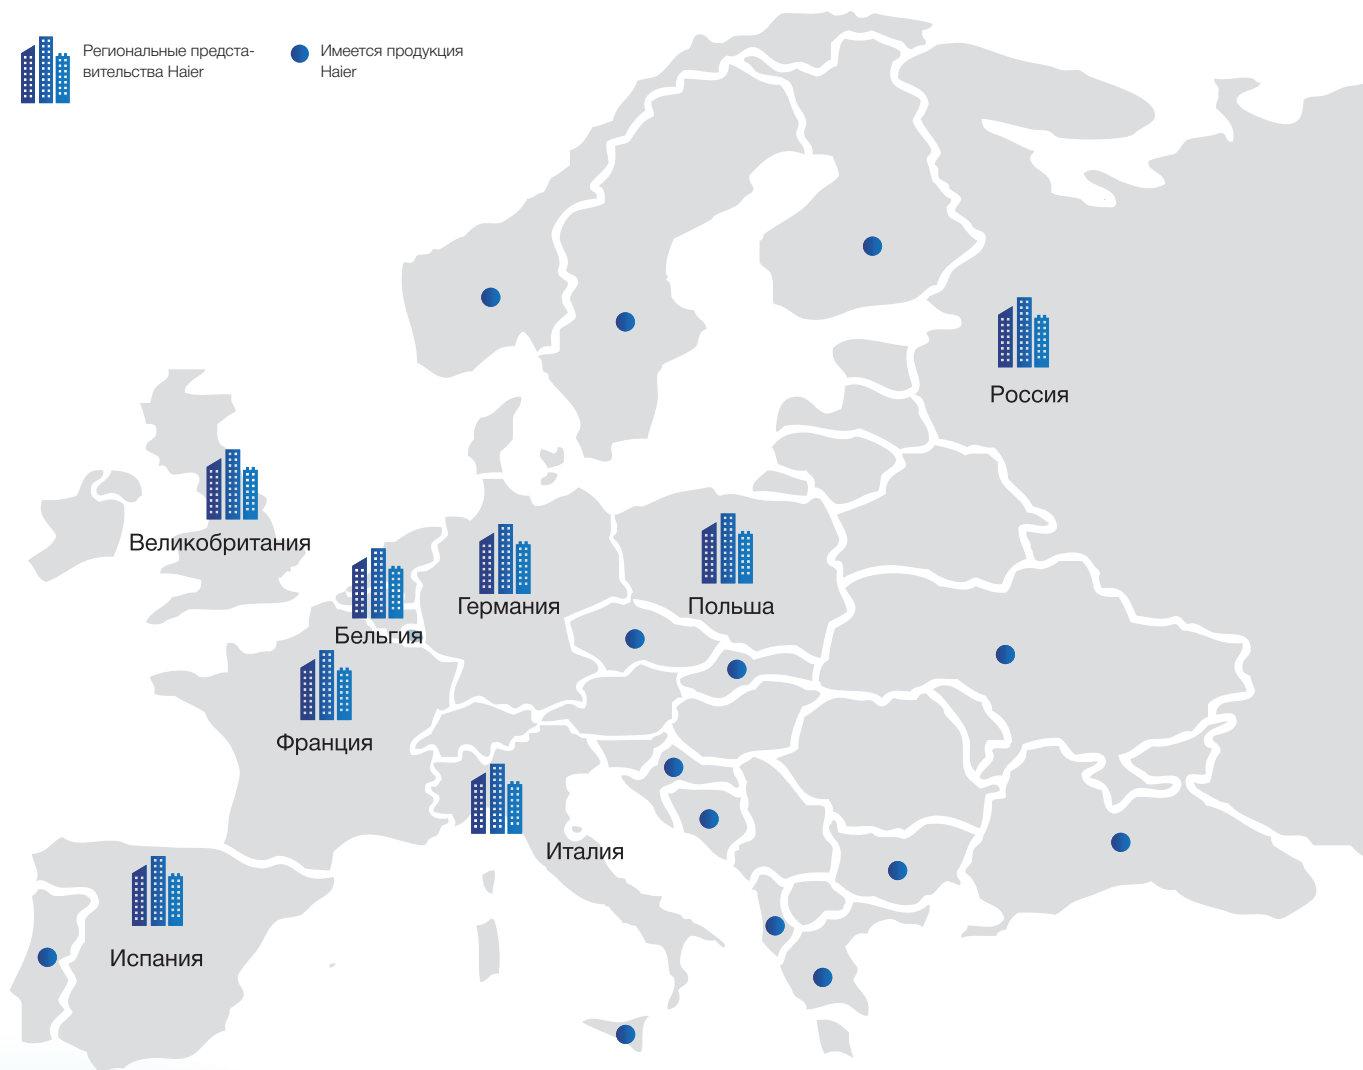 Региональные предста-
вительства Haier
Имеется продукция
Haier
Россия
Великобритания
Германия
Польша
Бельгия
Франция
Италия
Испания